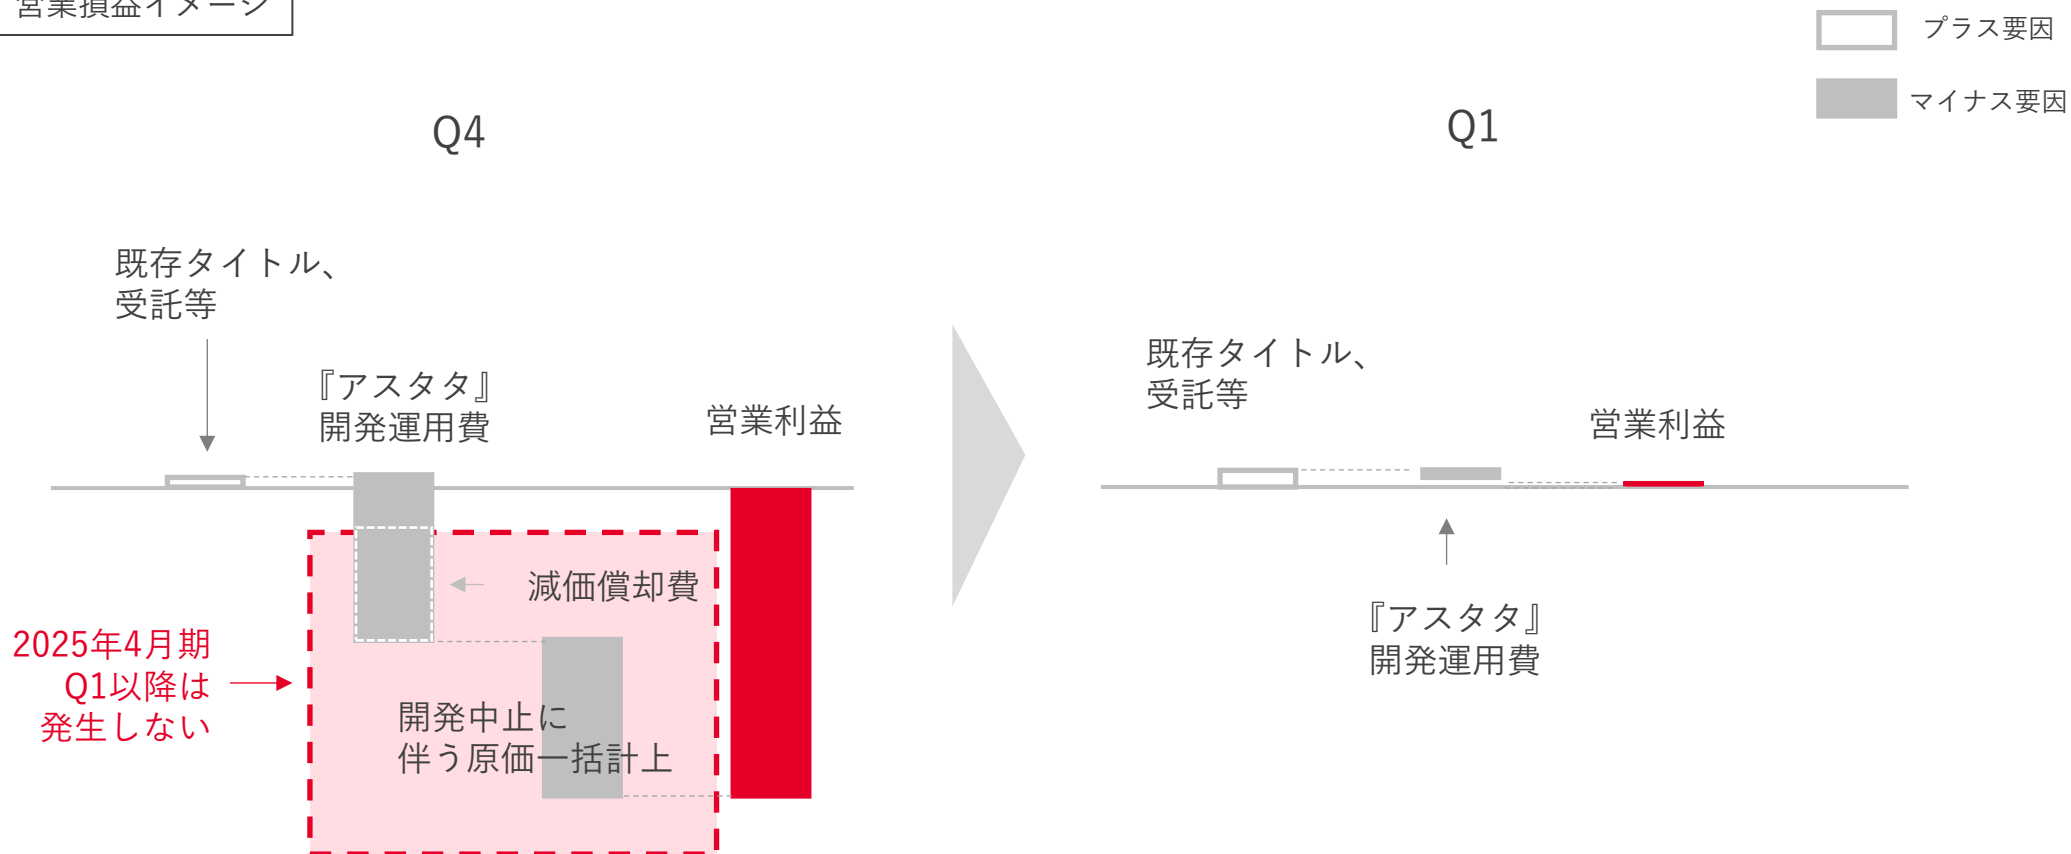 営業損益イメージ
プラス要因
マイナス要因
Q4
既存タイトル、
受託等
『アスタタ』
開発運用費
営業利益
減価償却費
2025年4月期
Q1以降は
発生しない
開発中止に
伴う原価一括計上
Q1
既存タイトル、
受託等
営業利益
『アスタタ』
開発運用費